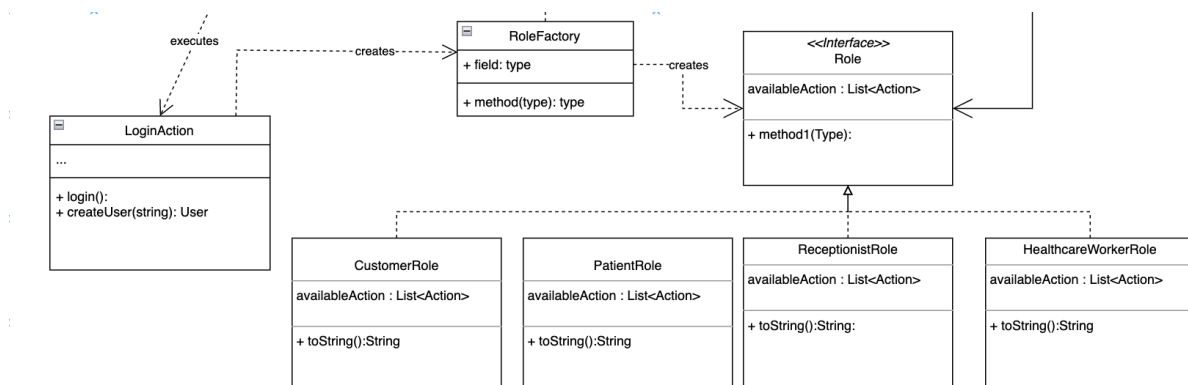 executes
creates
RoleFactory
+ field: type
+ method(type): type
creates
<<Interface>>
Role
availableAction : List<Action>
+ method1(Type):
LoginAction
...
+ login():
+ createUser(string): User
CustomerRole
availableAction : List<Action>
+ toString():String
PatientRole
availableAction : List<Action>
+ toString():String
ReceptionistRole
availableAction : List<Action>
+ toString():String:
HealthcareWorkerRole
availableAction : List<Action>
+ toString():String